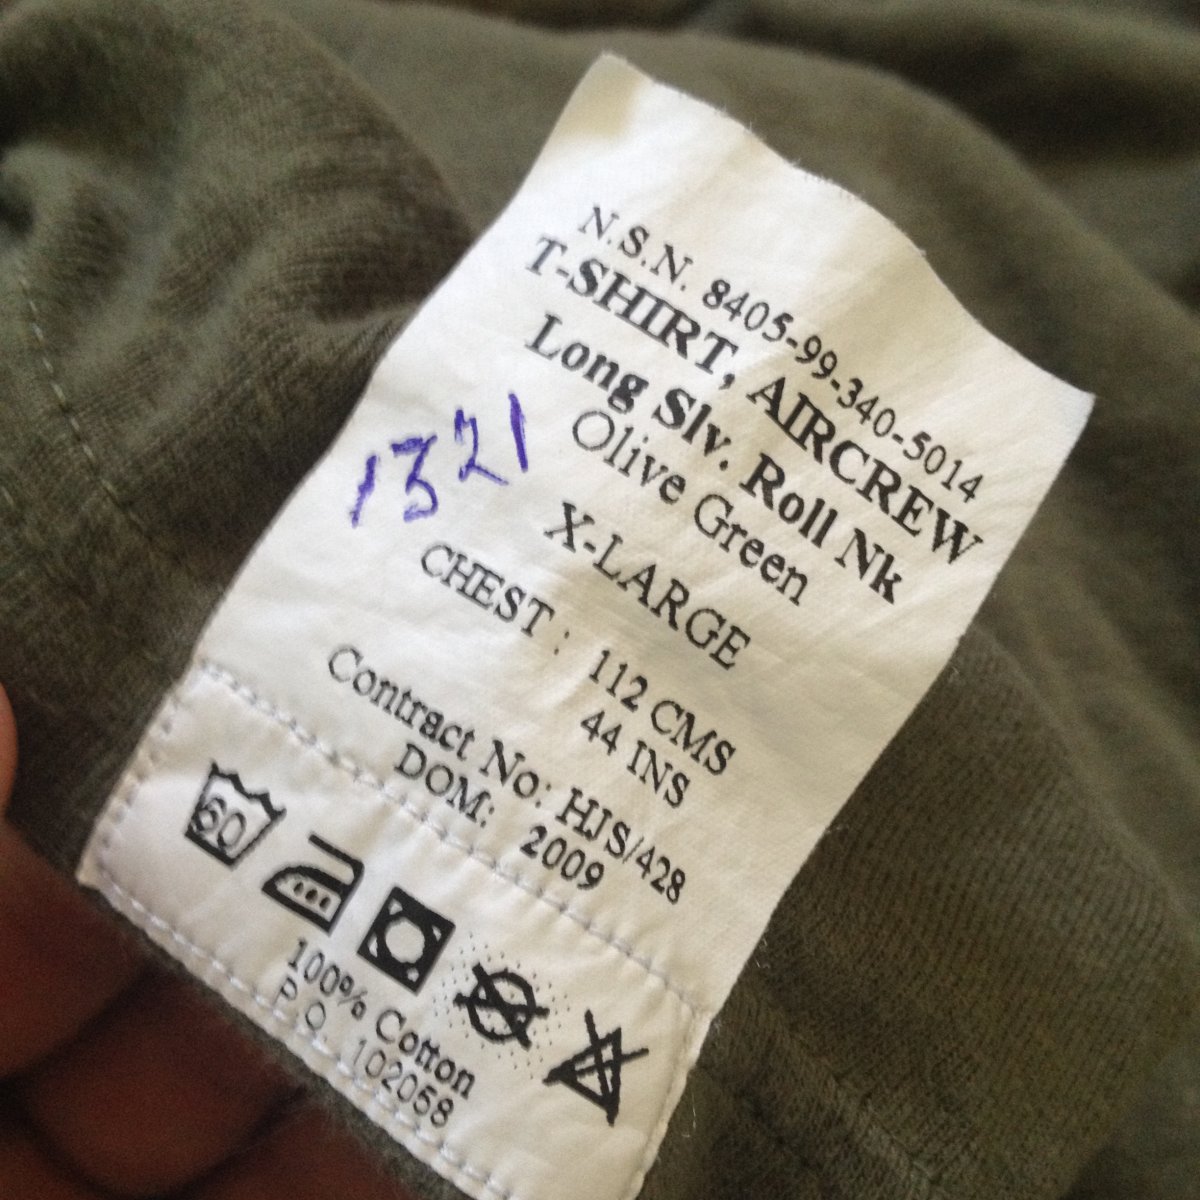 N.S.N. 8405-99-340-5014
T-SHIRT, AIRCREW
Long Slv. Roll Nk
Olive Green
1321
X-LARGE
CHEST : 112 CMS
44 INS
Contract No: HJS/428
DOM: 2009
60
100% Cotton
P.O. 102058